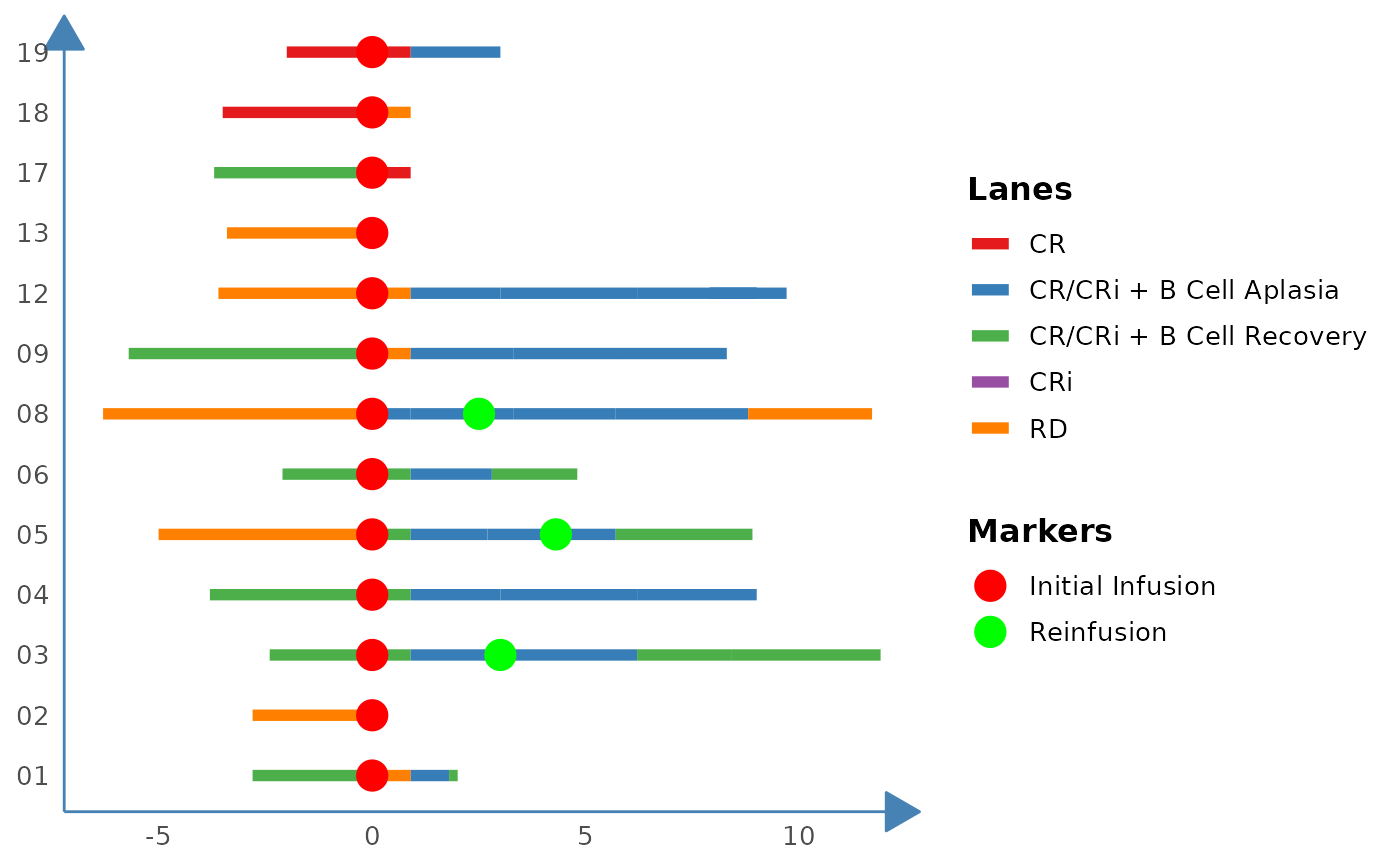 19
18
17
13
12
09
08
06
05
04
03
02
01
-5 0 5 10
Lanes
CR
CR/CRi + B Cell Aplasia
CR/CRi + B Cell Recovery
CRi
RD
Markers
Initial Infusion
Reinfusion